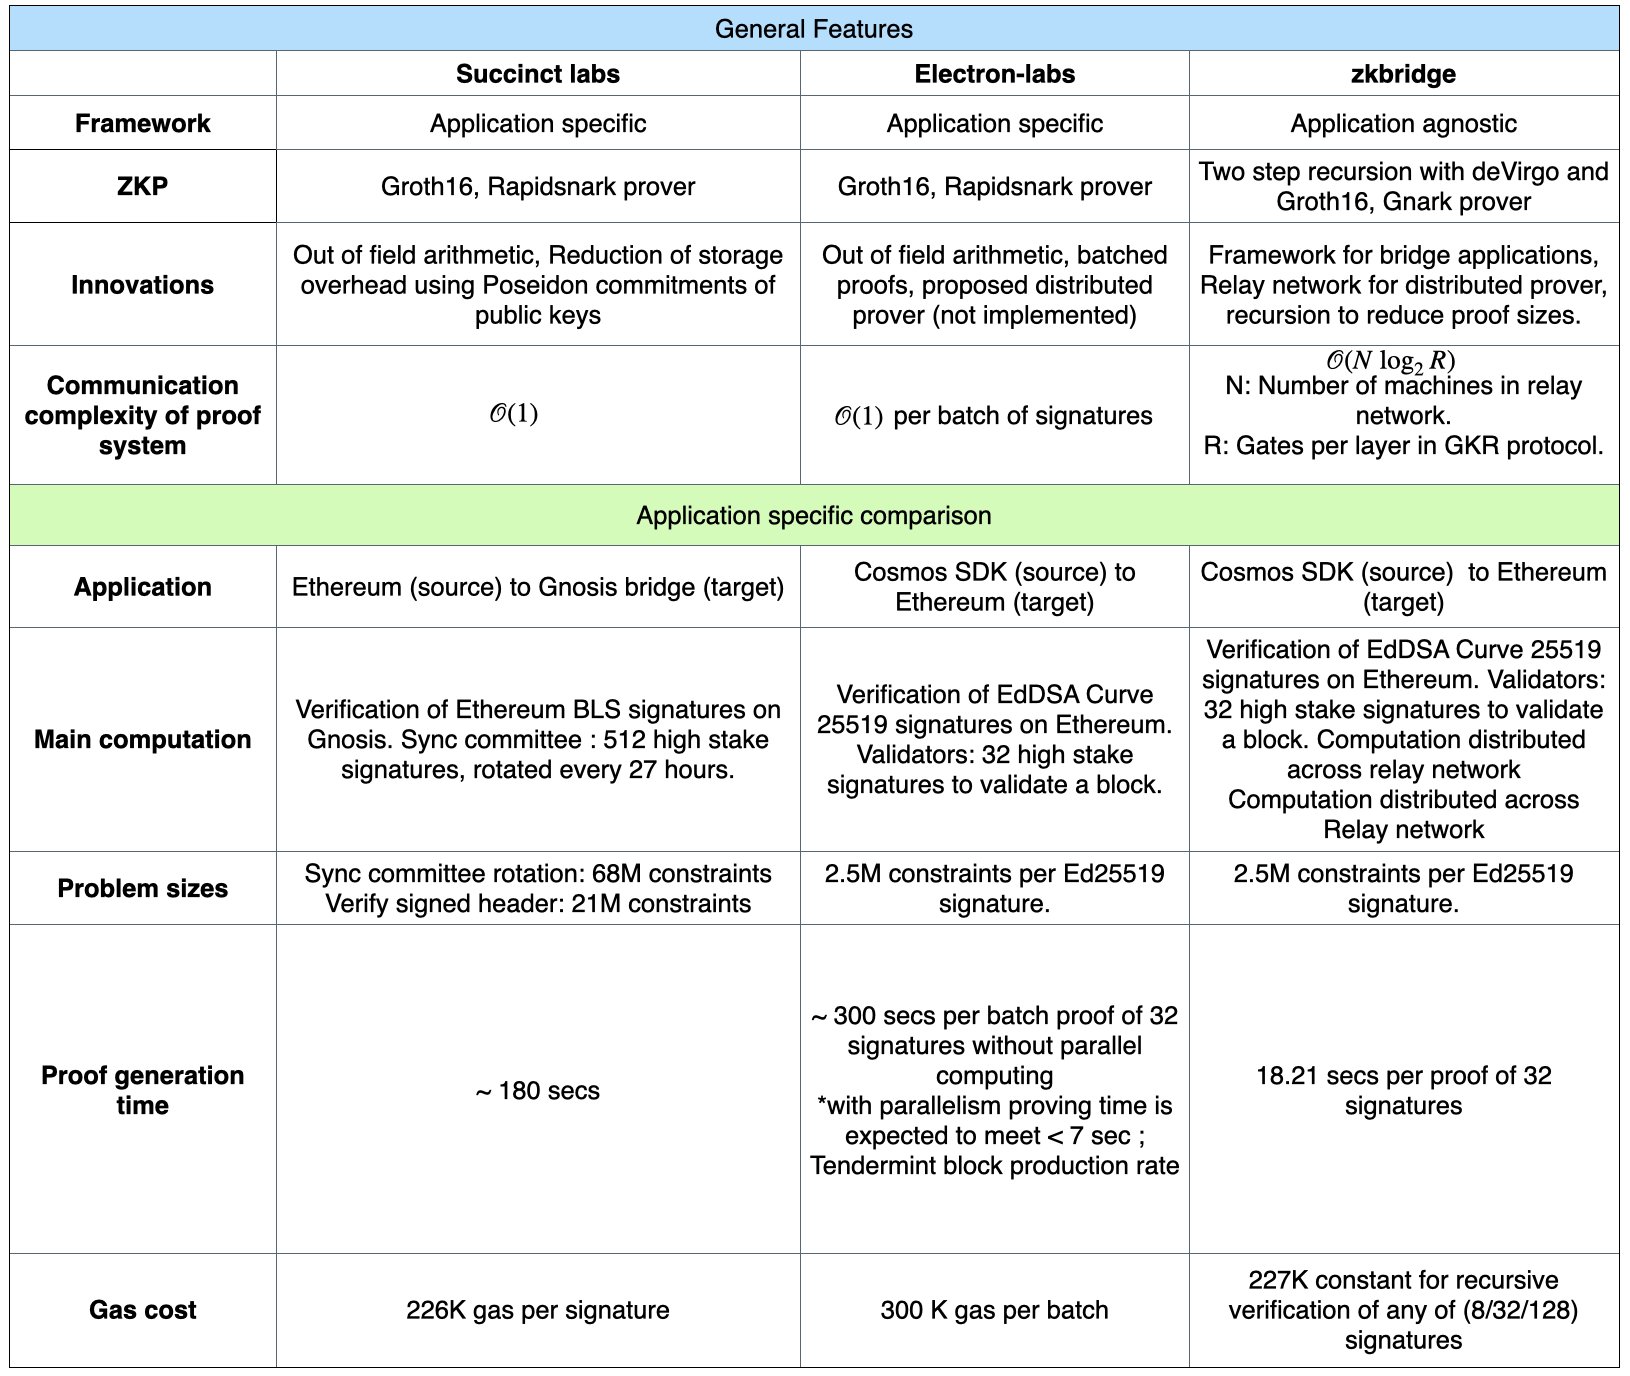 General Features
Succinct labs
Electron-labs
zkbridge
Framework
Application specific
Application specific
Application agnostic
ZKP
Groth16, Rapidsnark prover
Groth16, Rapidsnark prover
Two step recursion with deVirgo and
Groth16, Gnark prover
Innovations
Out of field arithmetic, Reduction of storage
overhead using Poseidon commitments of
public keys
Out of field arithmetic, batched
proofs, proposed distributed
prover (not implemented)
Framework for bridge applications,
Relay network for distributed prover,
recursion to reduce proof sizes.
Communication
complexity of proof
system
𝒪(1)
𝒪(1) per batch of signatures
𝒪(N log₂ R)
N: Number of machines in relay
network.
R: Gates per layer in GKR protocol.
Application specific comparison
Application
Ethereum (source) to Gnosis bridge (target)
Cosmos SDK (source) to
Ethereum (target)
Cosmos SDK (source) to Ethereum
(target)
Main computation
Verification of Ethereum BLS signatures on
Gnosis. Sync committee : 512 high stake
signatures, rotated every 27 hours.
Verification of EdDSA Curve
25519 signatures on Ethereum.
Validators: 32 high stake
signatures to validate a block.
Verification of EdDSA Curve 25519
signatures on Ethereum. Validators:
32 high stake signatures to validate
a block. Computation distributed
across relay network
Computation distributed across
Relay network
Problem sizes
Sync committee rotation: 68M constraints
Verify signed header: 21M constraints
2.5M constraints per Ed25519
signature.
2.5M constraints per Ed25519
signature.
Proof generation
time
~ 180 secs
~ 300 secs per batch proof of 32
signatures without parallel
computing
*with parallelism proving time is
expected to meet < 7 sec ;
Tendermint block production rate
18.21 secs per proof of 32
signatures
Gas cost
226K gas per signature
300 K gas per batch
227K constant for recursive
verification of any of (8/32/128)
signatures